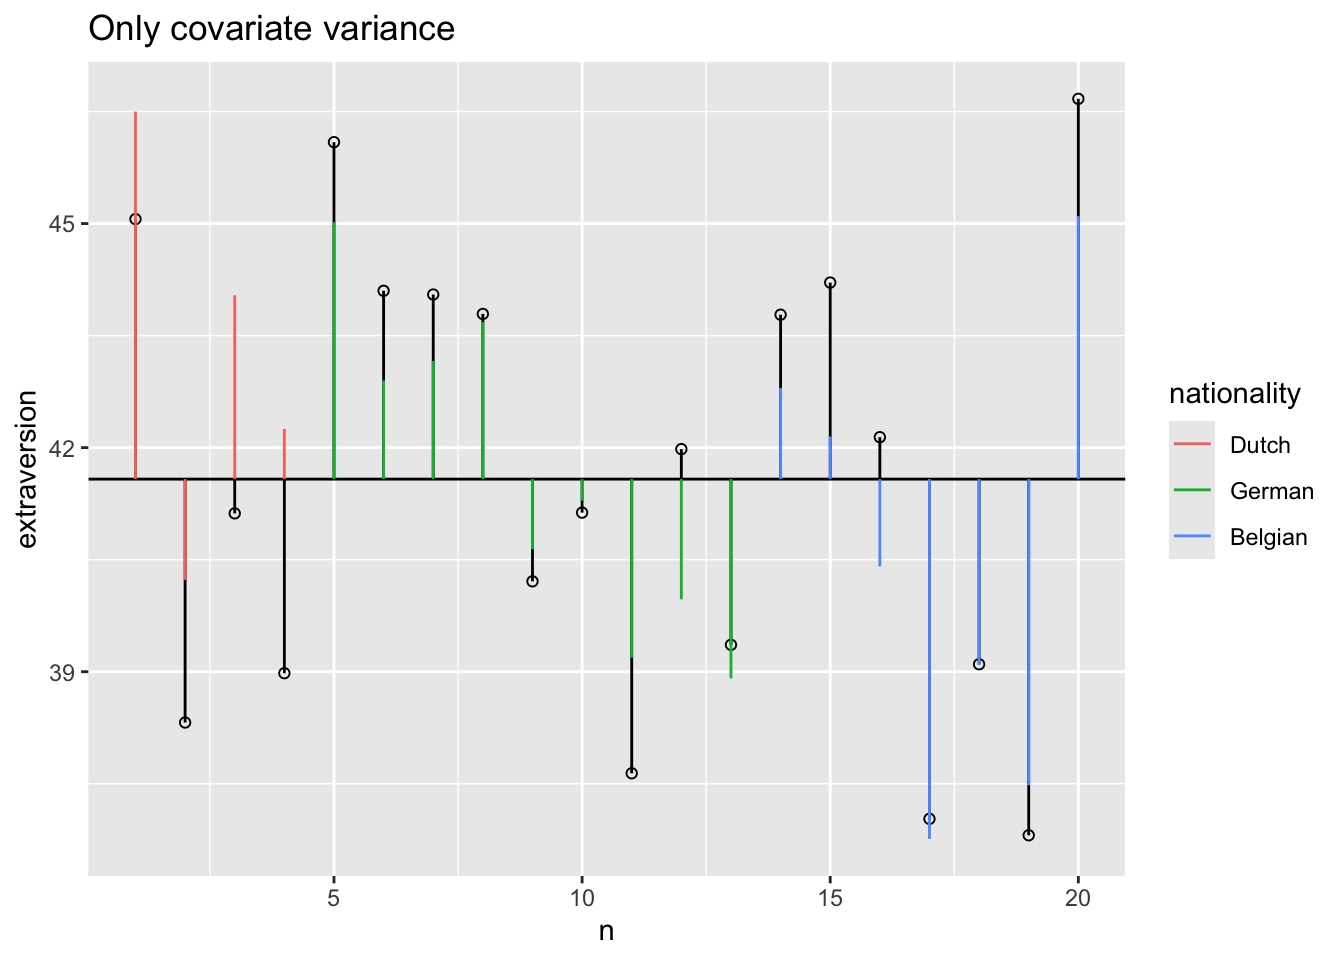 Only covariate variance
extraversion
45
42
39
5
10
15
20
n
nationality
Dutch
German
Belgian